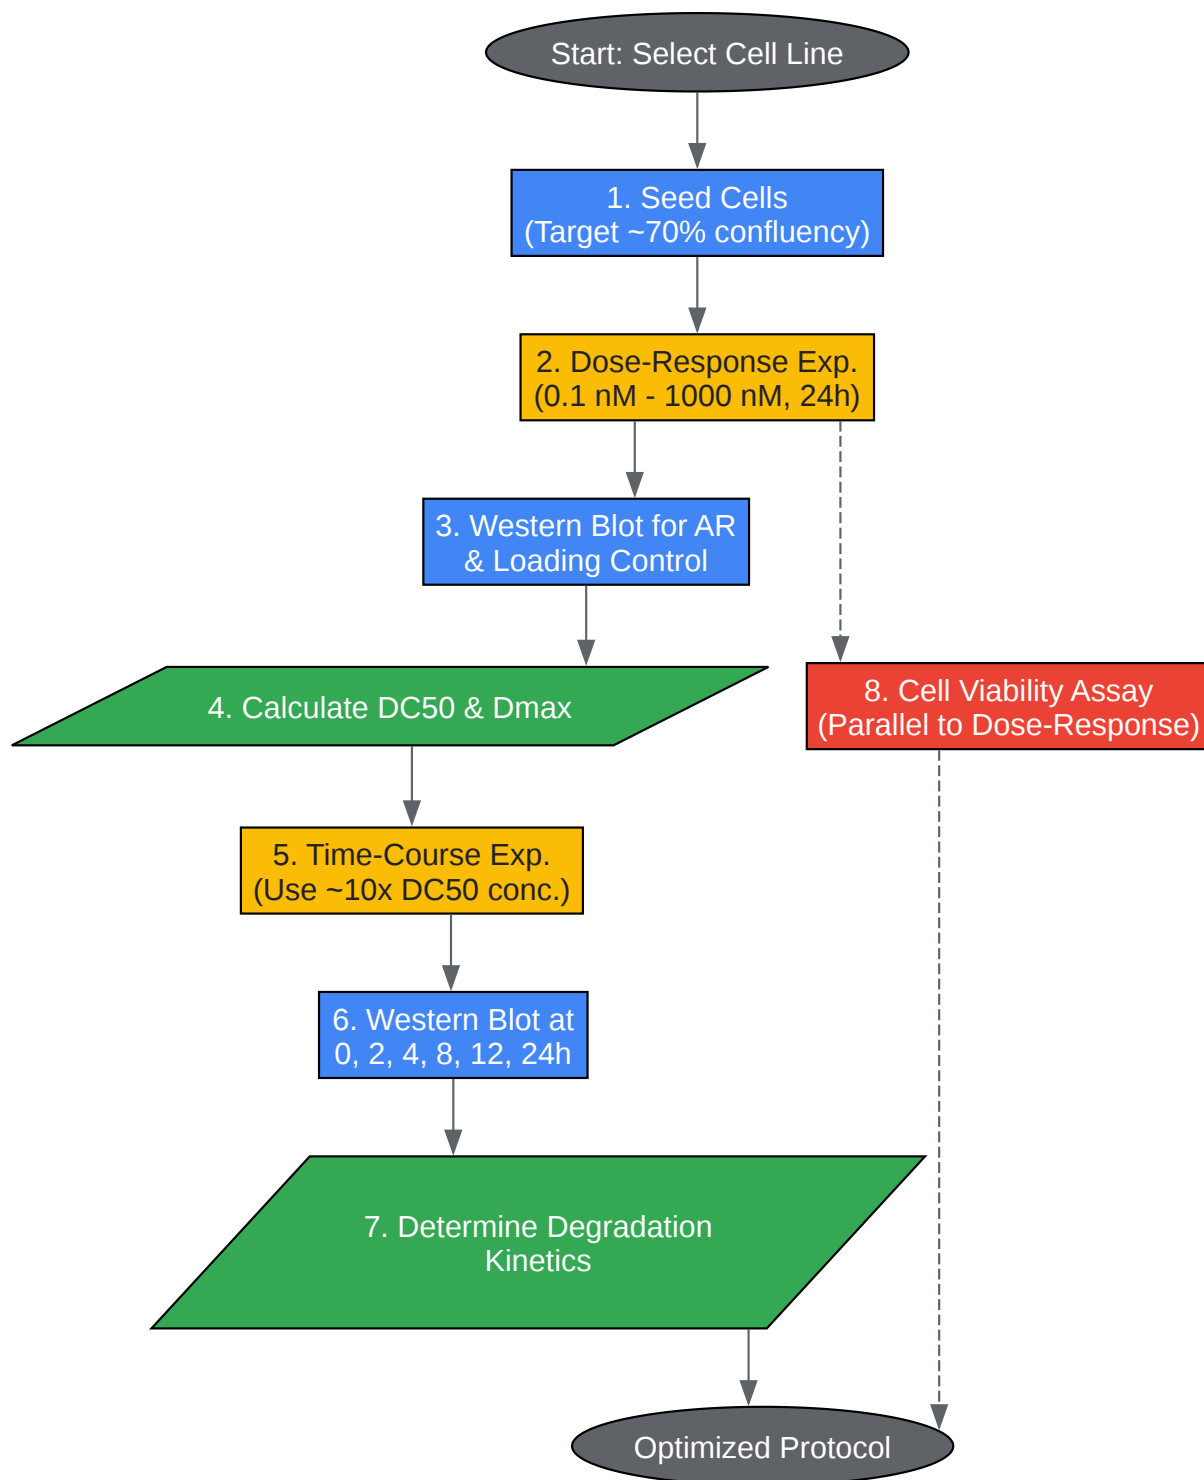 Start: Select Cell Line
1. Seed Cells
(Target ~70% confluency)
2. Dose-Response Exp.
(0.1 nM - 1000 nM, 24h)
3. Western Blot for AR
& Loading Control
4. Calculate DC50 & Dmax
8. Cell Viability Assay
(Parallel to Dose-Response)
5. Time-Course Exp.
(Use ~10x DC50 conc.)
6. Western Blot at
0, 2, 4, 8, 12, 24h
7. Determine Degradation
Kinetics
Optimized Protocol